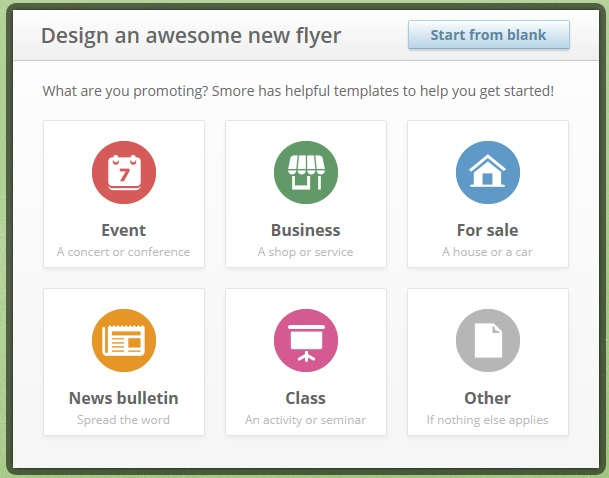 Design an awesome new flyer
Start from blank
What are you promoting? Smore has helpful templates to help you get started!
7
Event
A concert or conference
Business
A shop or service
For sale
A house or a car
News bulletin
Spread the word
Class
An activity or seminar
Other
If nothing else applies